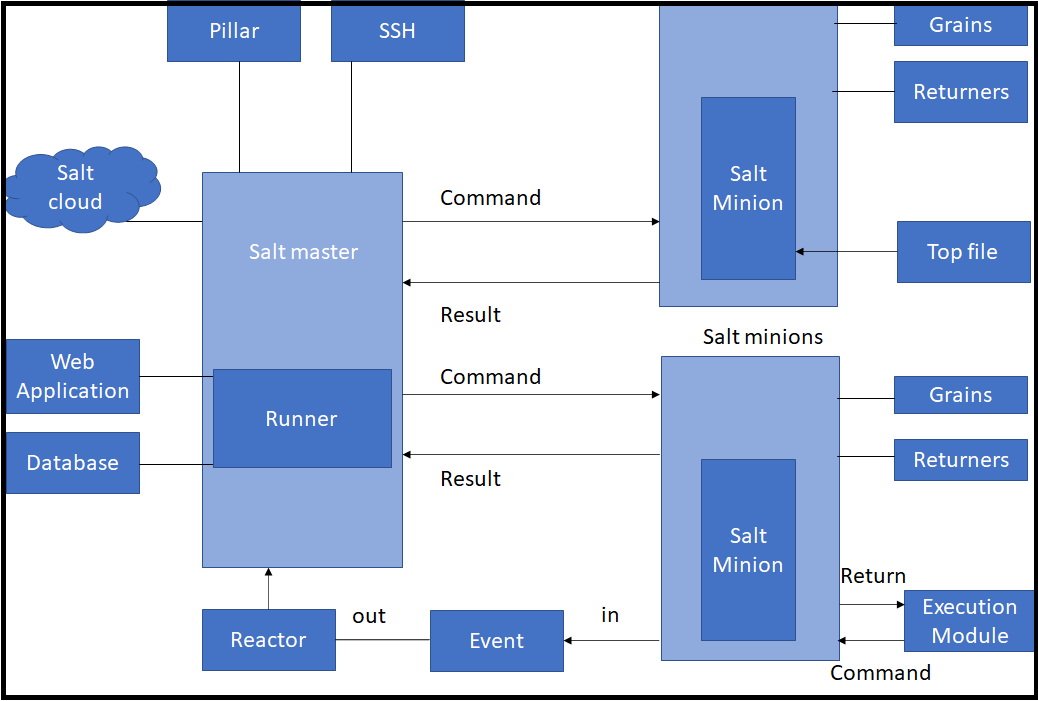 Pillar
SSH
Grains
Returners
Salt
cloud
Salt
Minion
Command
Salt master
Top file
Result
Salt minions
Web
Application
Command
Grains
Runner
Database
Returners
Result
Salt
Minion
Return
Execution
Module
out
in
Reactor
Event
Command